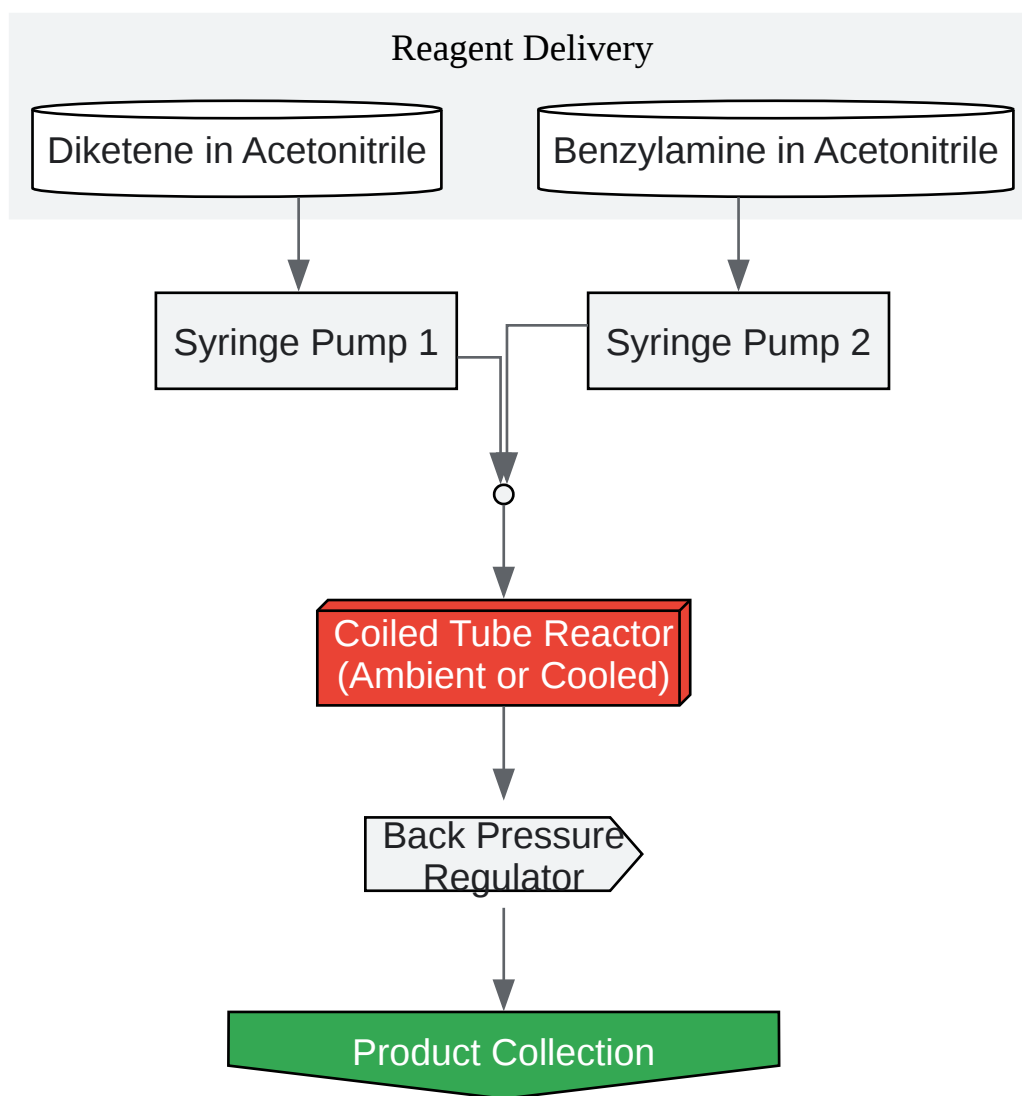 Reagent Delivery
Diketene in Acetonitrile
Benzylamine in Acetonitrile
Syringe Pump 1
Syringe Pump 2
Coiled Tube Reactor
(Ambient or Cooled)
Back Pressure
Regulator
Product Collection